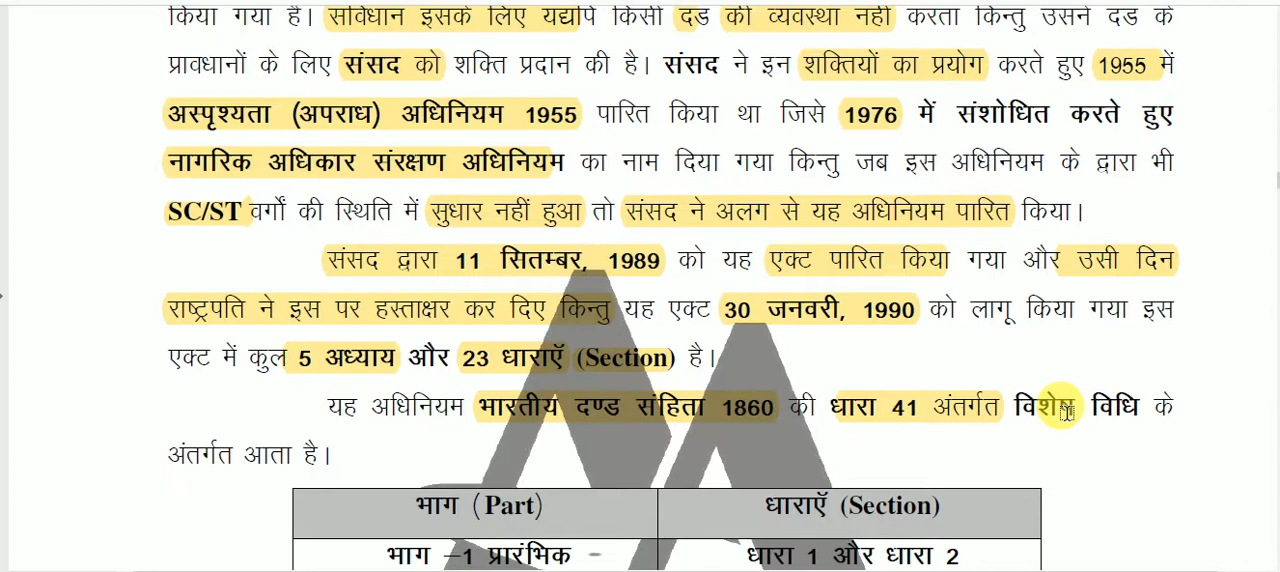 किया गया है। संविधान इसके लिए यद्यपि किसी दंड की व्यवस्था नहीं करता किन्तु उसने दंड के
प्रावधानों के लिए संसद को शक्ति प्रदान की है। संसद ने इन शक्तियों का प्रयोग करते हुए 1955 में
अस्पृश्यता (अपराध) अधिनियम 1955 पारित किया था जिसे 1976 में संशोधित करते हुए
नागरिक अधिकार संरक्षण अधिनियम का नाम दिया गया किन्तु जब इस अधिनियम के द्वारा भी
SC/ST वर्गों की स्थिति में सुधार नहीं हुआ तो संसद ने अलग से यह अधिनियम पारित किया।
संसद द्वारा 11 सितम्बर, 1989 को यह एक्ट पारित किया गया और उसी दिन
राष्ट्रपति ने इस पर हस्ताक्षर कर दिए किन्तु यह एक्ट 30 जनवरी, 1990 को लागू किया गया इस
एक्ट में कुल 5 अध्याय और 23 धाराऍ (Section) है।
यह अधिनियम भारतीय दण्ड संहिता 1860 की धारा 41 अंतर्गत विशेष विधि के
अंतर्गत आता है।
भाग (Part) धाराऍ (Section)
भाग –1 प्रारंभिक धारा 1 और धारा 2